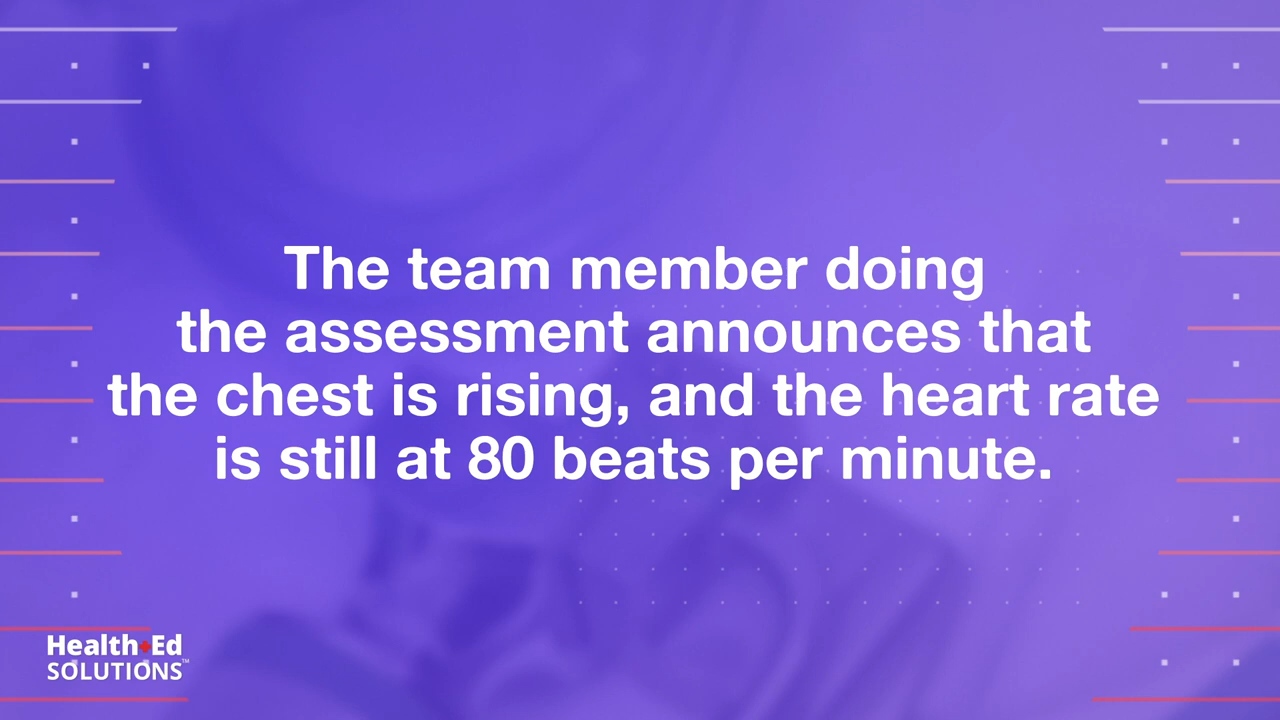 The team member doing
the assessment announces that
the chest is rising, and the heart rate
is still at 80 beats per minute.
Health+Ed
SOLUTIONS™